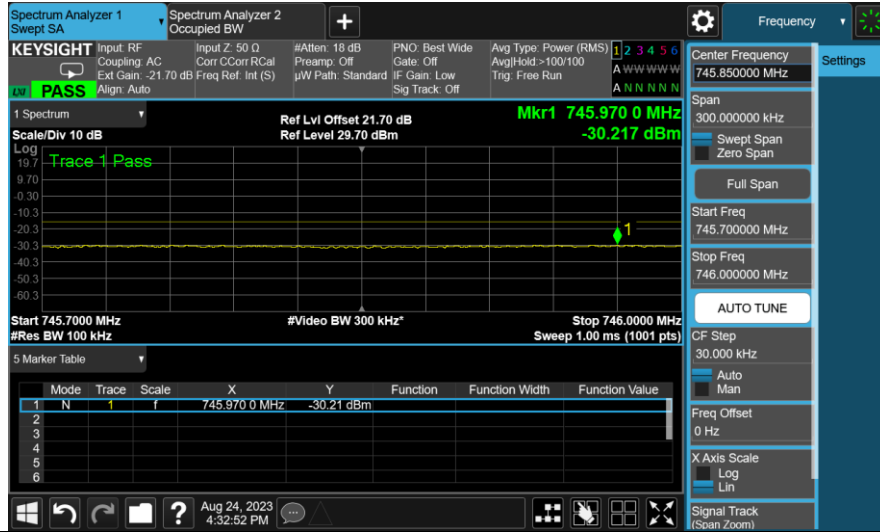 Spectrum Analyzer 1
Swept SA
Spectrum Analyzer 2
Occupied BW
+
Frequency
KEYSIGHT
Input: RF
Coupling: AC
Ext Gain: -21.70 dB
Align: Auto
Input Z: 50 Ω
Corr CCorr RCal
Freq Ref: Int (S)
#Atten: 18 dB
Preamp: Off
µW Path: Standard
PNO: Best Wide
Gate: Off
IF Gain: Low
Sig Track: Off
Avg Type: Power (RMS)
Avg|Hold:>100/100
Trig: Free Run
1 2 3 4 5 6
A W W W W W
A N N N N N
LXI
PASS
1 Spectrum
Scale/Div 10 dB
Ref Lvl Offset 21.70 dB
Ref Level 29.70 dBm
Mkr1 745.970 0 MHz
-30.217 dBm
Log
Trace 1 Pass
19.7
9.70
-0.30
-10.3
-20.3
-30.3
-40.3
-50.3
-60.3
1
Start 745.7000 MHz
#Res BW 100 kHz
#Video BW 300 kHz*
Stop 746.0000 MHz
Sweep 1.00 ms (1001 pts)
5 Marker Table
Mode Trace Scale X Y Function Function Width Function Value
1 N 1 f 745.970 0 MHz -30.21 dBm
2
3
4
5
6
Center Frequency
745.850000 MHz
Settings
Span
300.000000 kHz
Swept Span
Zero Span
Full Span
Start Freq
745.700000 MHz
Stop Freq
746.000000 MHz
AUTO TUNE
CF Step
30.000 kHz
Auto
Man
Freq Offset
0 Hz
X Axis Scale
Log
Lin
Signal Track
(Span Zoom)
?
Aug 24, 2023
4:32:52 PM